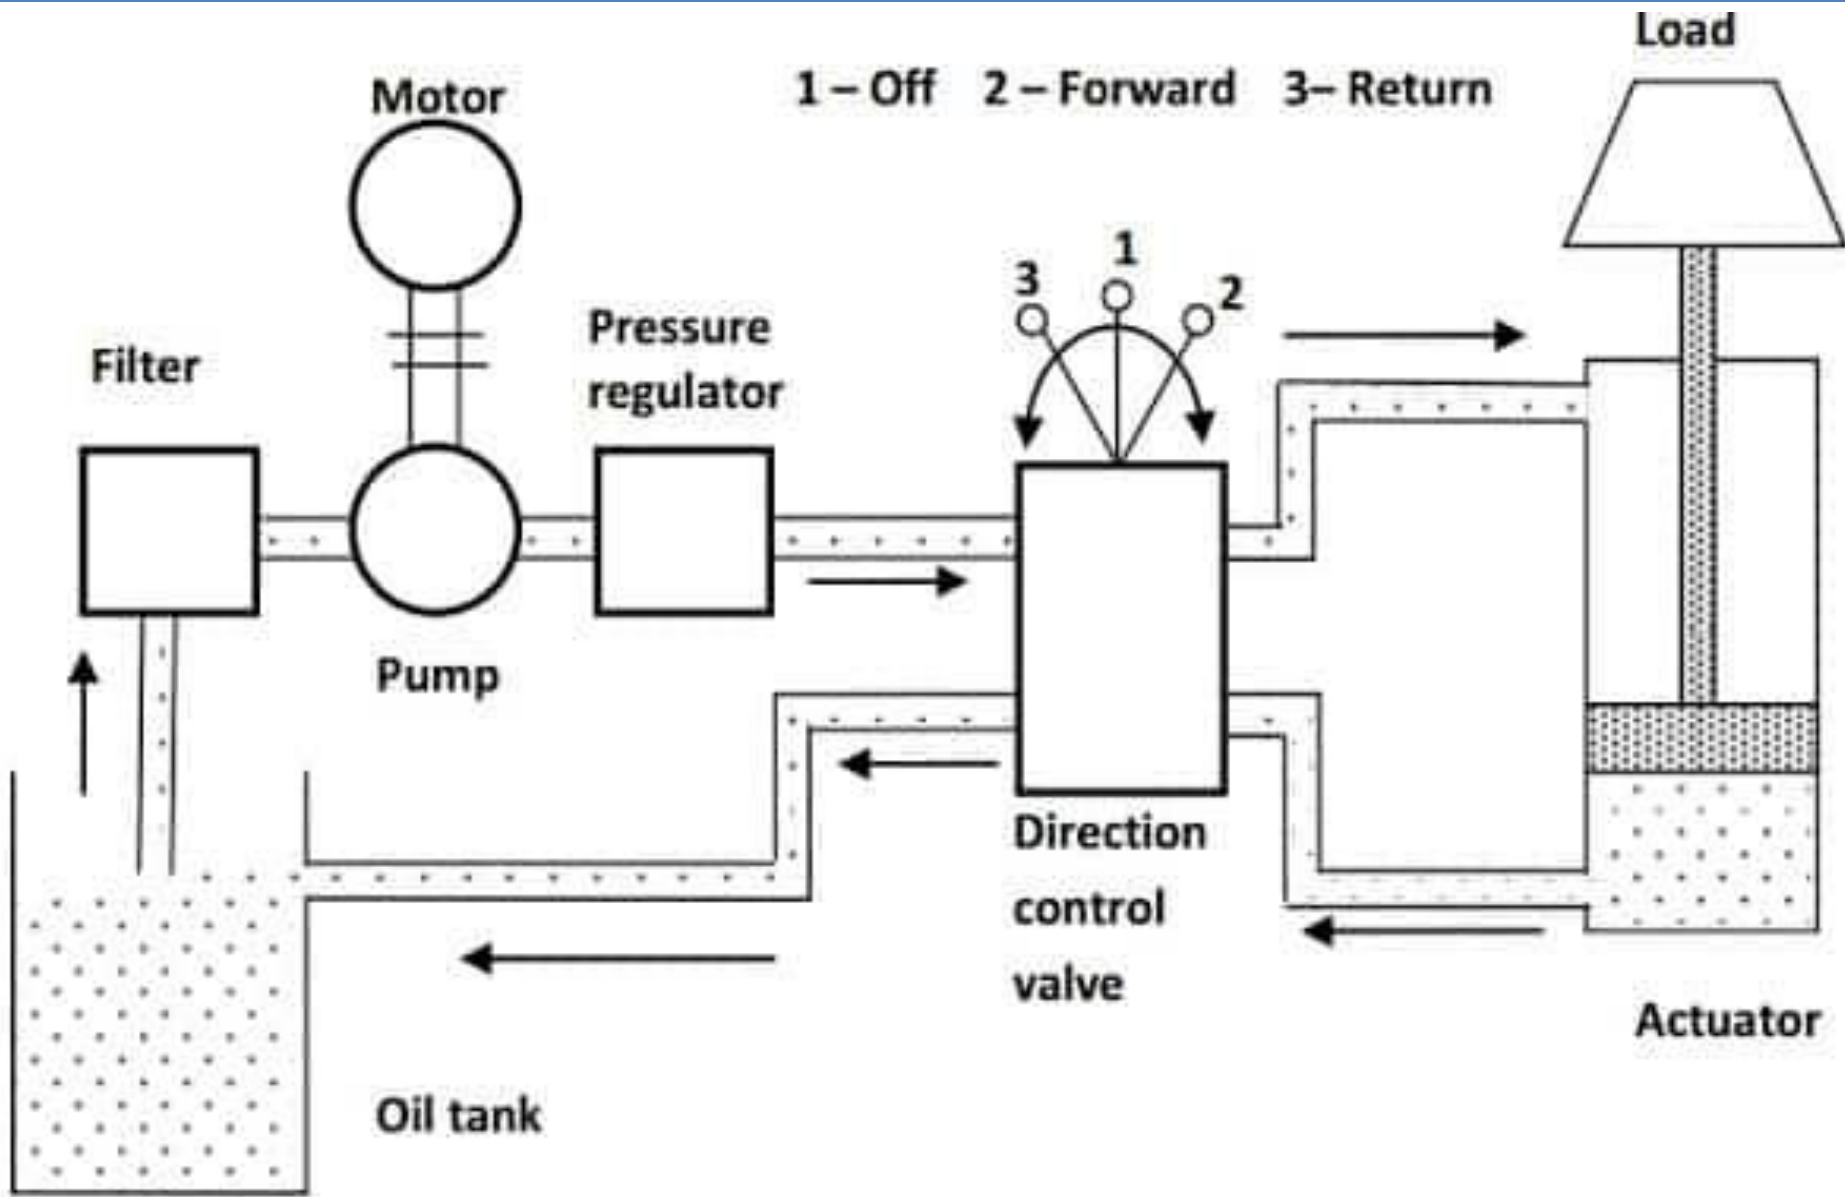 Load
Motor
1 – Off 2 – Forward 3– Return
1
3
2
Pressure
regulator
Filter
Pump
Direction
control
valve
Actuator
Oil tank